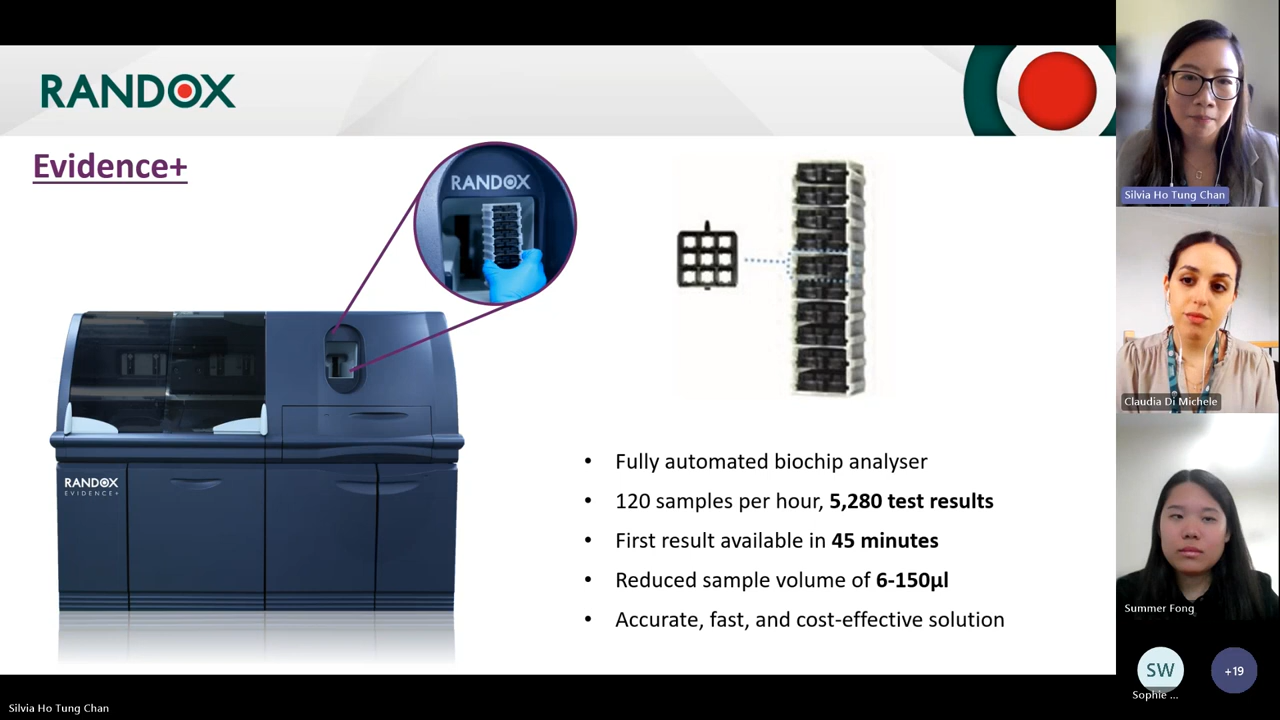 RANDOX
Evidence+
RANDOX
RANDOX
EVIDENCE+
• Fully automated biochip analyser
• 120 samples per hour, 5,280 test results
• First result available in 45 minutes
• Reduced sample volume of 6-150µl
• Accurate, fast, and cost-effective solution
Silvia Ho Tung Chan
Claudia Di Michele
Summer Fong
SW
+19
Sophie ...
Silvia Ho Tung Chan